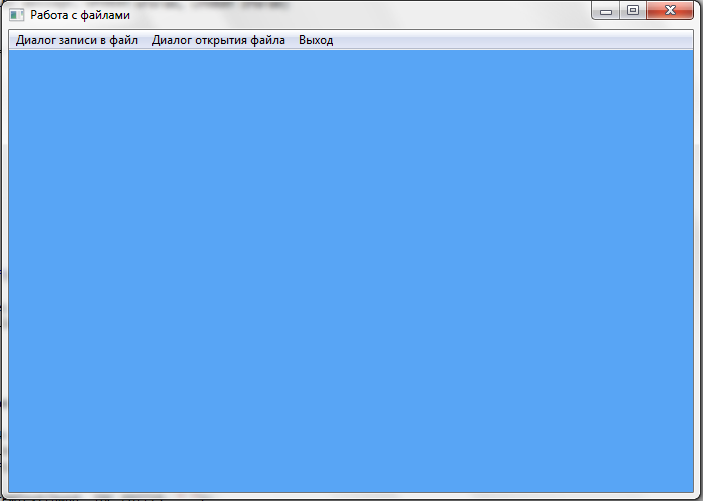 Работа с файлами
Диалог записи в файл Диалог открытия файла Выход